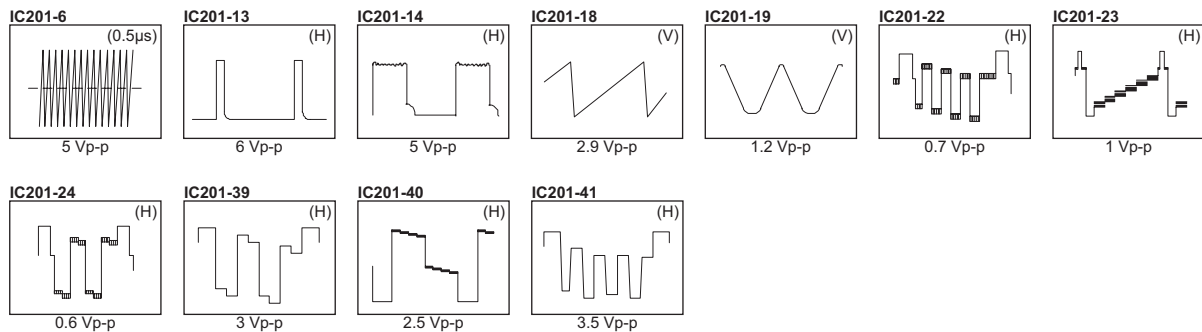 IC201-6 IC201-13 IC201-14 IC201-18 IC201-19 IC201-22 IC201-23
(0.5µs) (H) (H) (V) (V) (H) (H)
5 Vp-p 6 Vp-p 5 Vp-p 2.9 Vp-p 1.2 Vp-p 0.7 Vp-p 1 Vp-p
IC201-24 IC201-39 IC201-40 IC201-41
(H) (H) (H) (H)
0.6 Vp-p 3 Vp-p 2.5 Vp-p 3.5 Vp-p